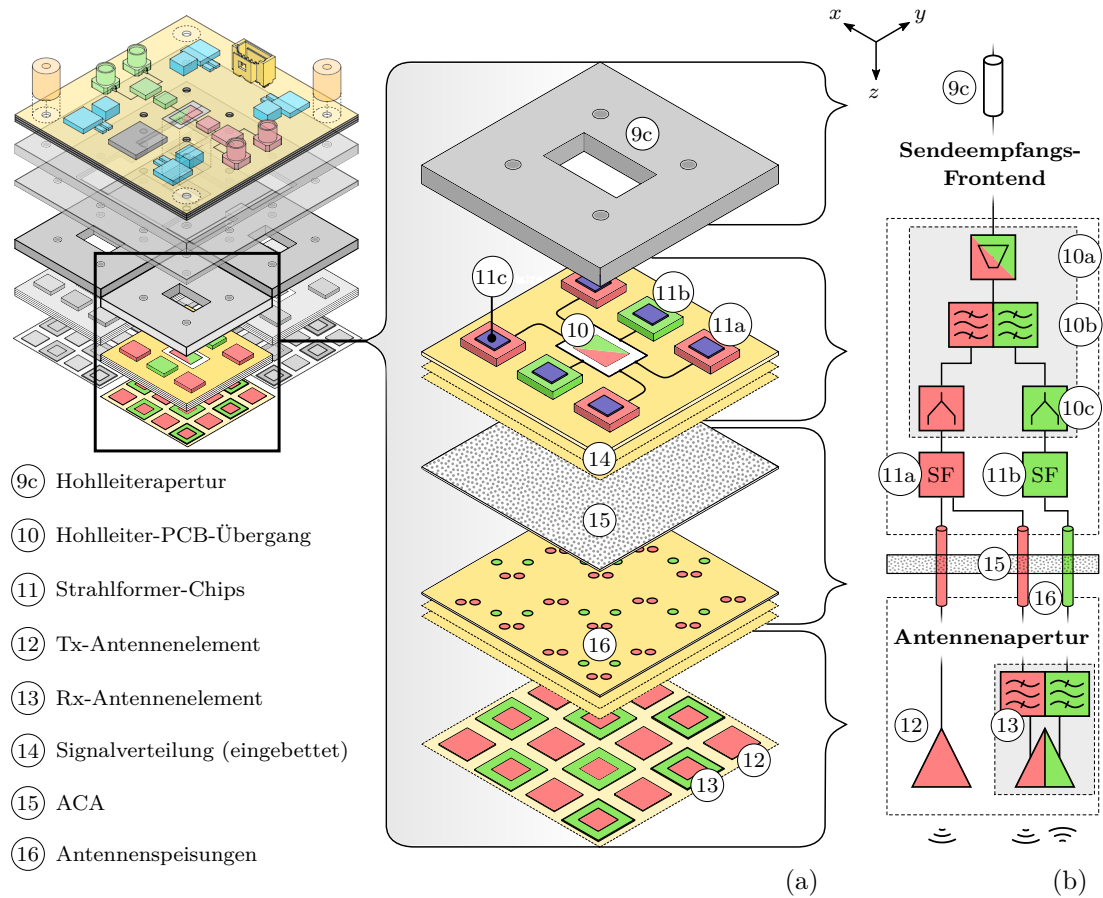 x
y
z
9c
9c
Sendeempfangs-
Frontend
11c
11b
11a
10
14
15
16
12
13
10a
10b
10c
11a
SF
11b
SF
15
16
Antennenapertur
12
13
9c Hohlleiterapertur
10 Hohlleiter-PCB-Übergang
11 Strahlformer-Chips
12 Tx-Antennenelement
13 Rx-Antennenelement
14 Signalverteilung (eingebettet)
15 ACA
16 Antennenspeisungen
(a)
(b)